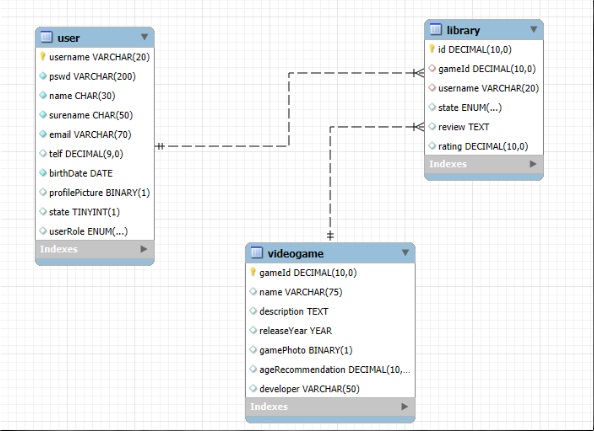 user
username VARCHAR(20)
pswd VARCHAR(200)
name CHAR(30)
surename CHAR(50)
email VARCHAR(70)
telf DECIMAL(9,0)
birthDate DATE
profilePicture BINARY(1)
state TINYINT(1)
userRole ENUM(...)
Indexes
library
id DECIMAL(10,0)
gameId DECIMAL(10,0)
username VARCHAR(20)
state ENUM(...)
review TEXT
rating DECIMAL(10,0)
Indexes
videogame
gameId DECIMAL(10,0)
name VARCHAR(75)
description TEXT
releaseYear YEAR
gamePhoto BINARY(1)
ageRecommendation DECIMAL(10,...
developer VARCHAR(50)
Indexes